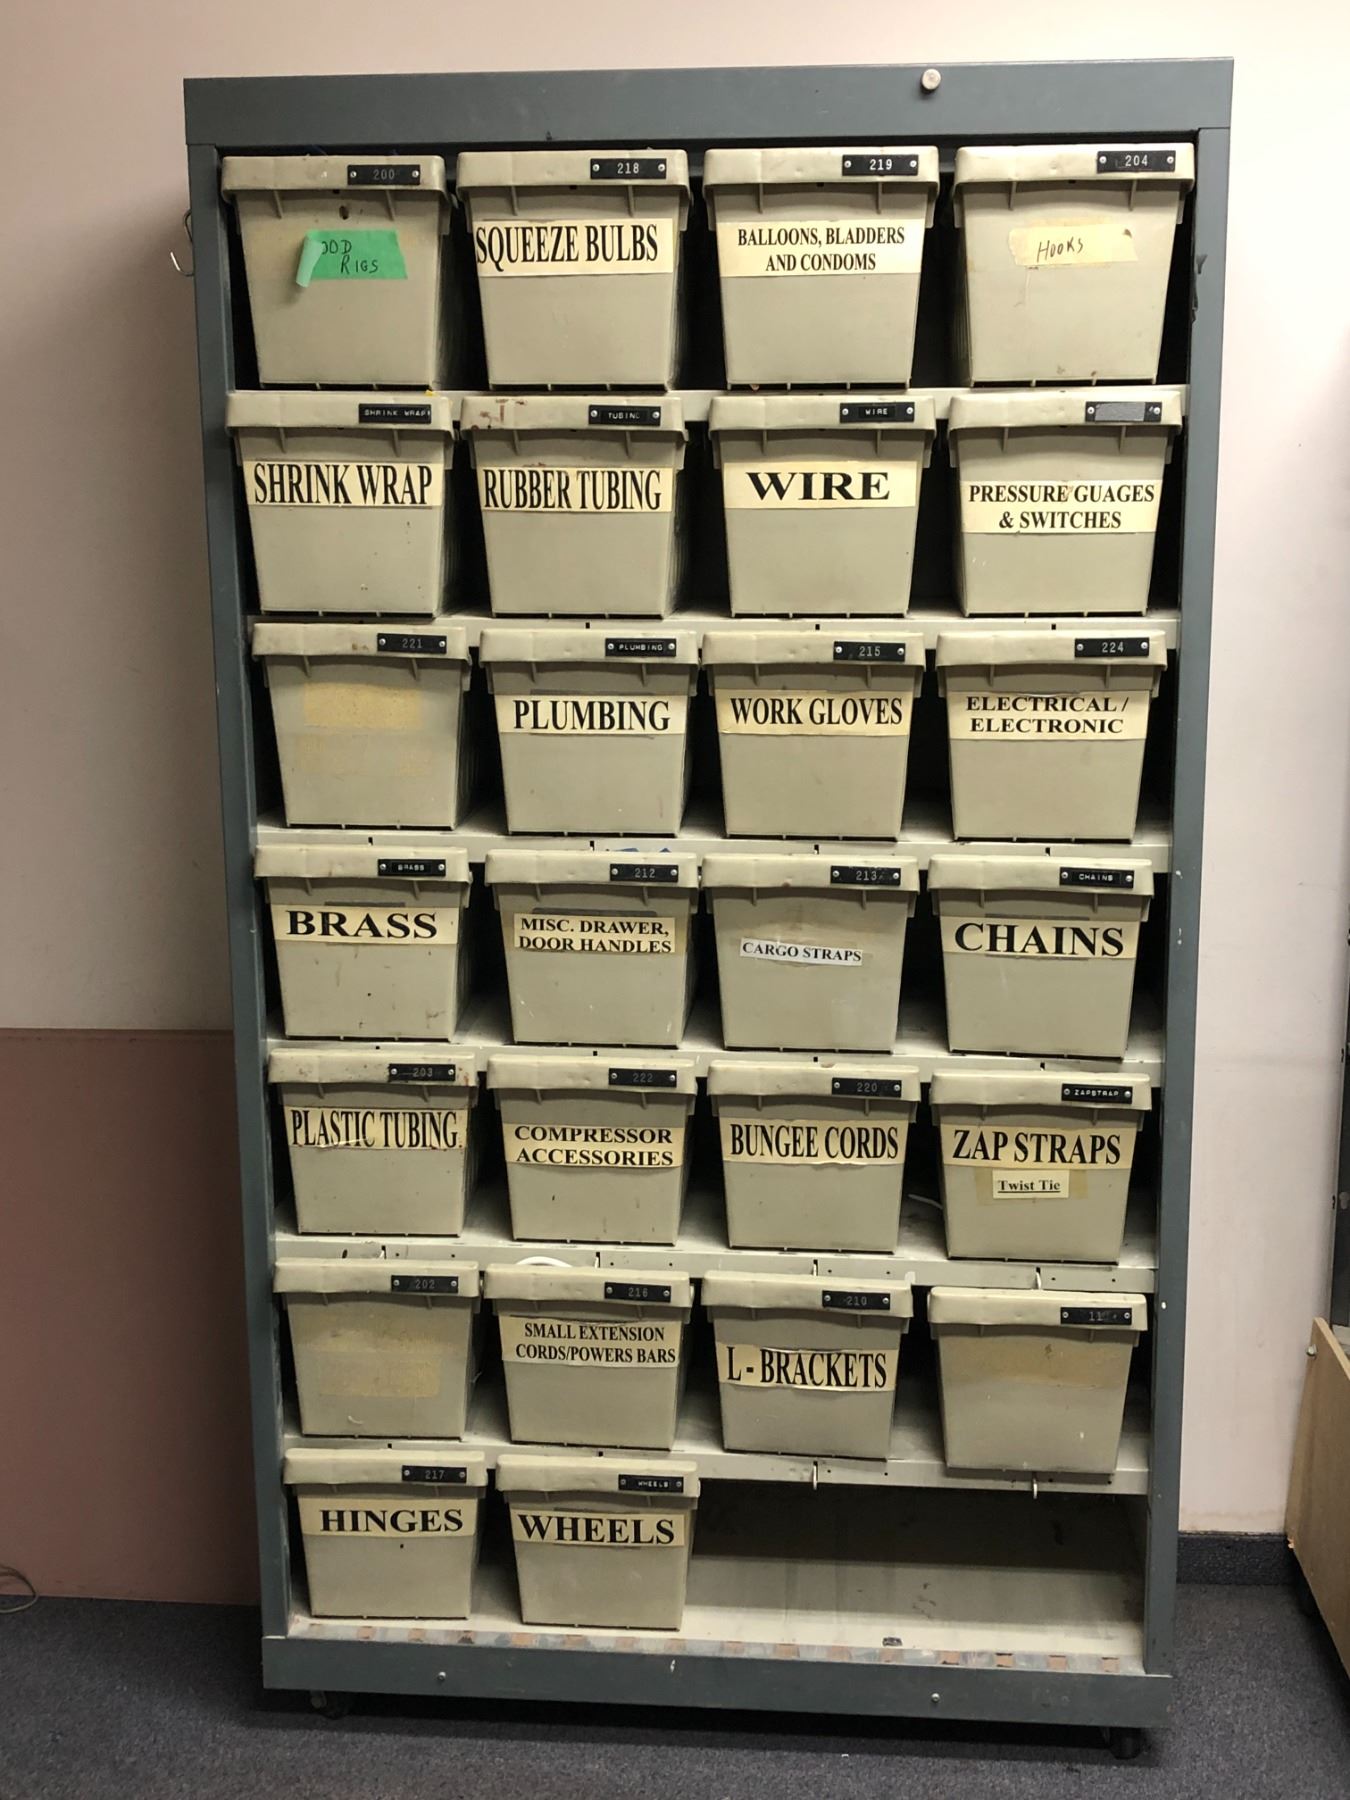 200
OOD
RIGS
218
SQUEEZE BULBS
219
BALLOONS, BLADDERS
AND CONDOMS
204
HOOKS
SHRINK WRAP
SHRINK WRAP
TUBING
RUBBER TUBING
WIRE
WIRE
PRESSURE GUAGES
& SWITCHES
221
PLUMBING
PLUMBING
215
WORK GLOVES
224
ELECTRICAL /
ELECTRONIC
BRASS
BRASS
212
MISC. DRAWER,
DOOR HANDLES
213
CARGO STRAPS
CHAINS
CHAINS
203
PLASTIC TUBING
222
COMPRESSOR
ACCESSORIES
220
BUNGEE CORDS
ZAPSTRAP
ZAP STRAPS
Twist Tie
202
216
SMALL EXTENSION
CORDS/POWERS BARS
210
L - BRACKETS
217
HINGES
WHEELS
WHEELS